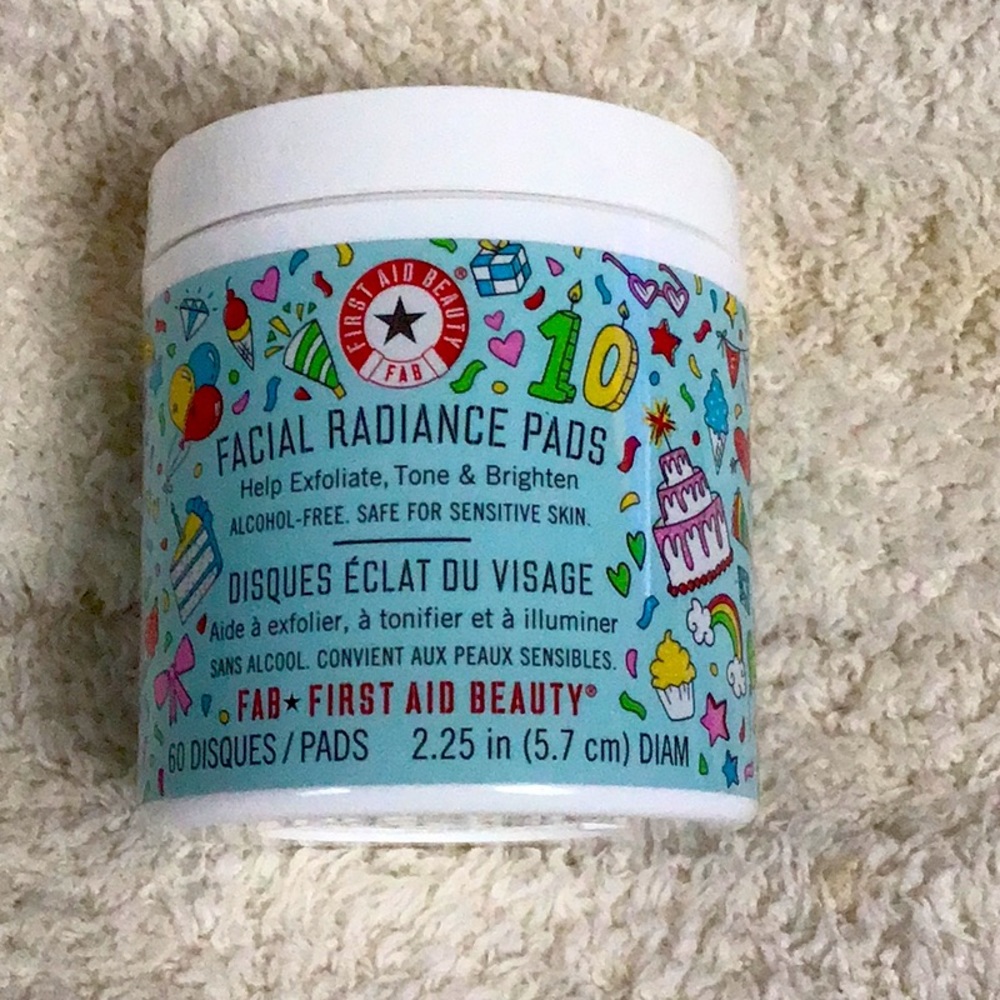 FIRST AID BEAUTY®
FAB
10
FACIAL RADIANCE PADS
Help Exfoliate, Tone & Brighten
ALCOHOL-FREE. SAFE FOR SENSITIVE SKIN.
DISQUES ÉCLAT DU VISAGE
Aide à exfolier, à tonifier et à illuminer
SANS ALCOOL. CONVIENT AUX PEAUX SENSIBLES.
FAB★FIRST AID BEAUTY®
60 DISQUES / PADS 2.25 in (5.7 cm) DIAM